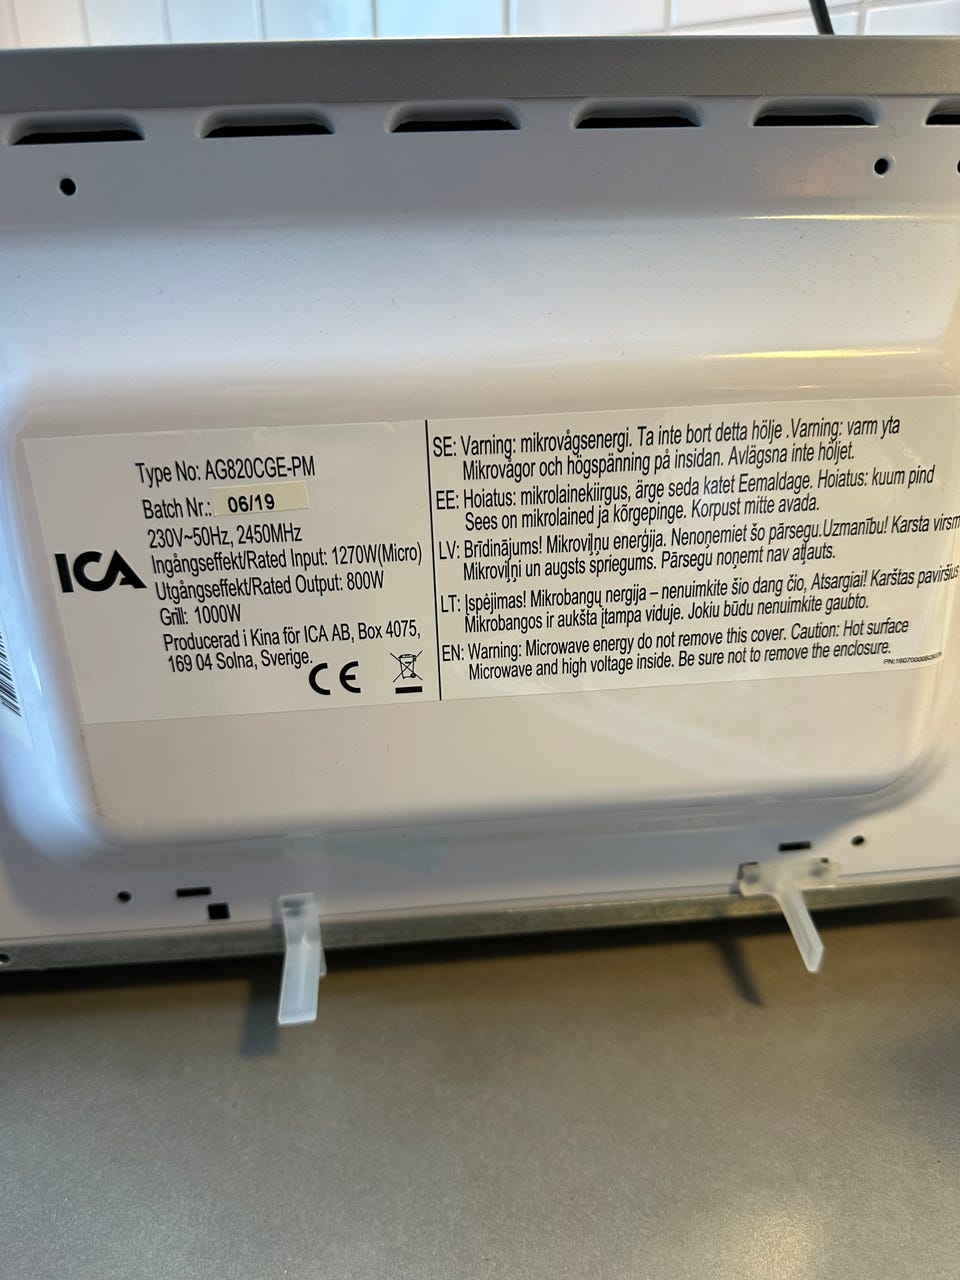 ICA
Type No: AG820CGE-PM
Batch Nr.: 06/19
230V~50Hz, 2450MHz
Ingångseffekt/Rated Input: 1270W(Micro)
Utgångseffekt/Rated Output: 800W
Grill: 1000W
Producerad i Kina för ICA AB, Box 4075,
169 04 Solna, Sverige.
CE
SE: Varning: mikrovågsenergi. Ta inte bort detta hölje .Varning: varm yta
Mikrovågor och högspänning på insidan. Avlägsna inte höljet.
EE: Hoiatus: mikrolainekiirgus, ärge seda katet Eemaldage. Hoiatus: kuum pind
Sees on mikrolained ja kõrgepinge. Korpust mitte avada.
LV: Brīdinājums! Mikroviļņu enerģija. Nenoņemiet šo pārsegu.Uzmanību! Karsta virsm
Mikroviļņi un augsts spriegums. Pārsegu noņemt nav atļauts.
LT: Įspėjimas! Mikrobangų nergija – nenuimkite šio dang čio, Atsargiai! Karštas paviršius
Mikrobangos ir aukšta įtampa viduje. Jokiu būdu nenuimkite gaubto.
EN: Warning: Microwave energy do not remove this cover. Caution: Hot surface
Microwave and high voltage inside. Be sure not to remove the enclosure.